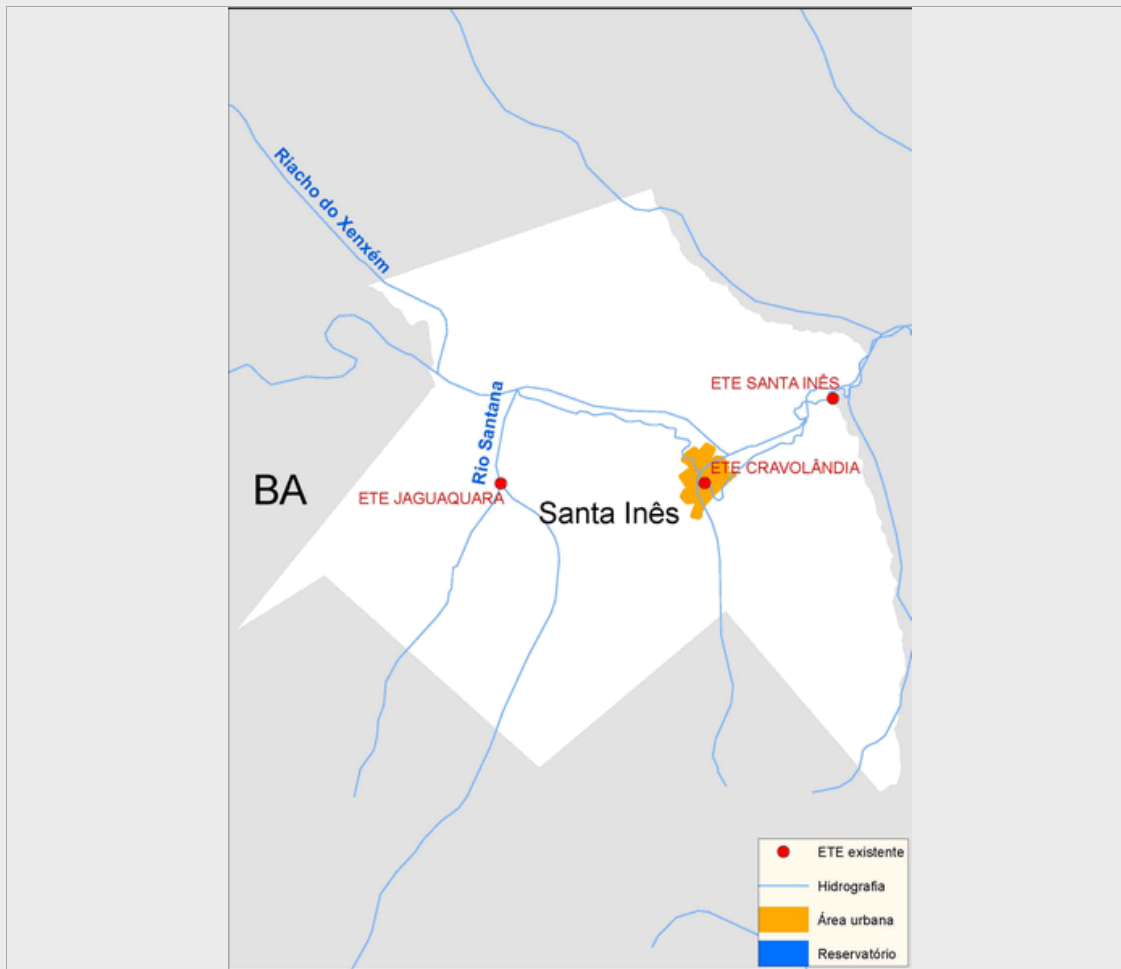 Riacho do Xenxém
ETE SANTA INÊS
Rio Santana
ETE CRAVOLÂNDIA
BA
ETE JAGUAQUARA
Santa Inês
ETE existente
Hidrografia
Área urbana
Reservatório